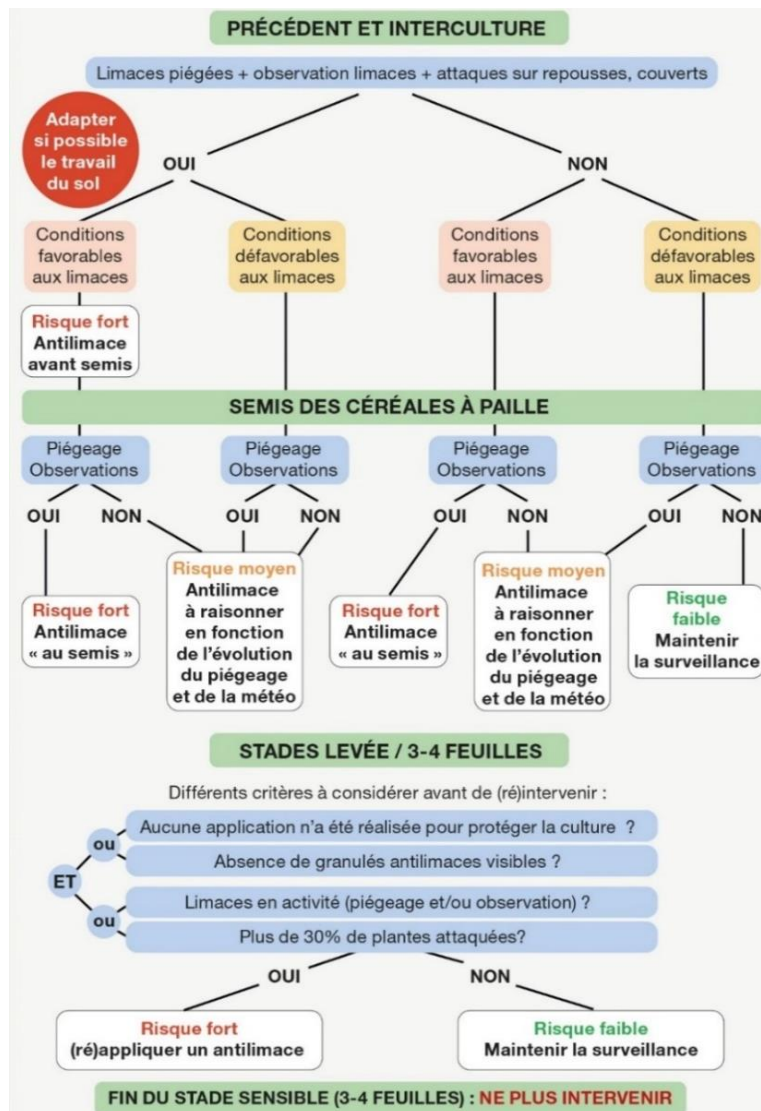 PRÉCÉDENT ET INTERCULTURE
Limaces piégées + observation limaces + attaques sur repousses, couverts
Adapter
si possible
le travail
du sol
OUI
NON
Conditions
favorables
aux limaces
Conditions
défavorables
aux limaces
Conditions
favorables
aux limaces
Conditions
défavorables
aux limaces
Risque fort
Antilimace
avant semis
SEMIS DES CÉRÉALES À PAILLE
Piégeage
Observations
Piégeage
Observations
Piégeage
Observations
Piégeage
Observations
OUI
NON
OUI
NON
OUI
NON
OUI
NON
Risque fort
Antilimace
« au semis »
Risque moyen
Antilimace
à raisonner
en fonction
de l'évolution
du piégeage
et de la météo
Risque fort
Antilimace
« au semis »
Risque moyen
Antilimace
à raisonner
en fonction
de l'évolution
du piégeage
et de la météo
Risque
faible
Maintenir
la surveillance
STADES LEVÉE / 3-4 FEUILLES
Différents critères à considérer avant de (ré)intervenir :
ou
Aucune application n'a été réalisée pour protéger la culture ?
Absence de granulés antilimaces visibles ?
ET
ou
Limaces en activité (piégeage et/ou observation) ?
Plus de 30% de plantes attaquées?
OUI
NON
Risque fort
(ré)appliquer un antilimace
Risque faible
Maintenir la surveillance
FIN DU STADE SENSIBLE (3-4 FEUILLES) : NE PLUS INTERVENIR